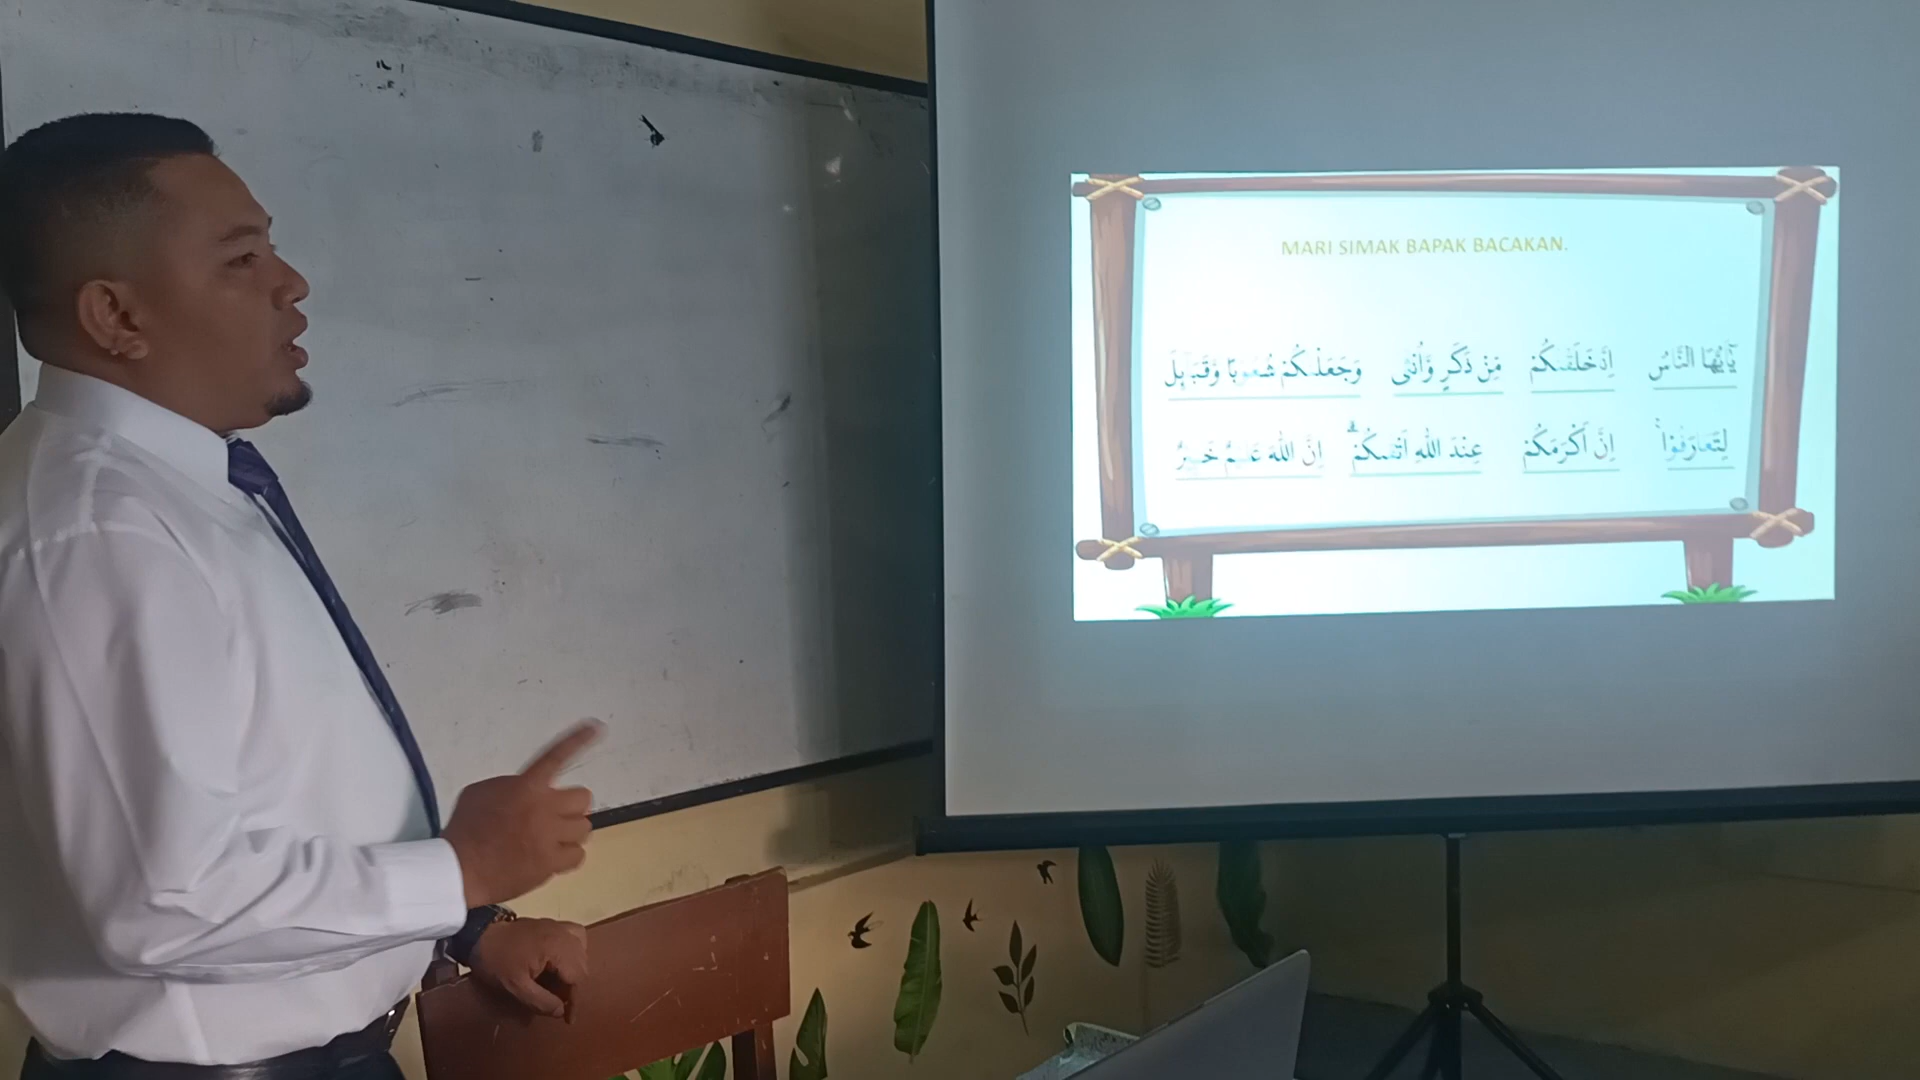 MARI SIMAK BAPAK BACAKAN.
يٰٓاَيُّهَا النَّاسُ اِنَّا خَلَقْنٰكُمْ مِّنْ ذَكَرٍ وَّاُنْثٰى وَجَعَلْنٰكُمْ شُعُوْبًا وَّقَبَاۤىِٕلَ
لِتَعَارَفُوْاۚ اِنَّ اَكْرَمَكُمْ عِنْدَ اللّٰهِ اَتْقٰىكُمْۗ اِنَّ اللّٰهَ عَلِيْمٌ خَبِيْرٌ